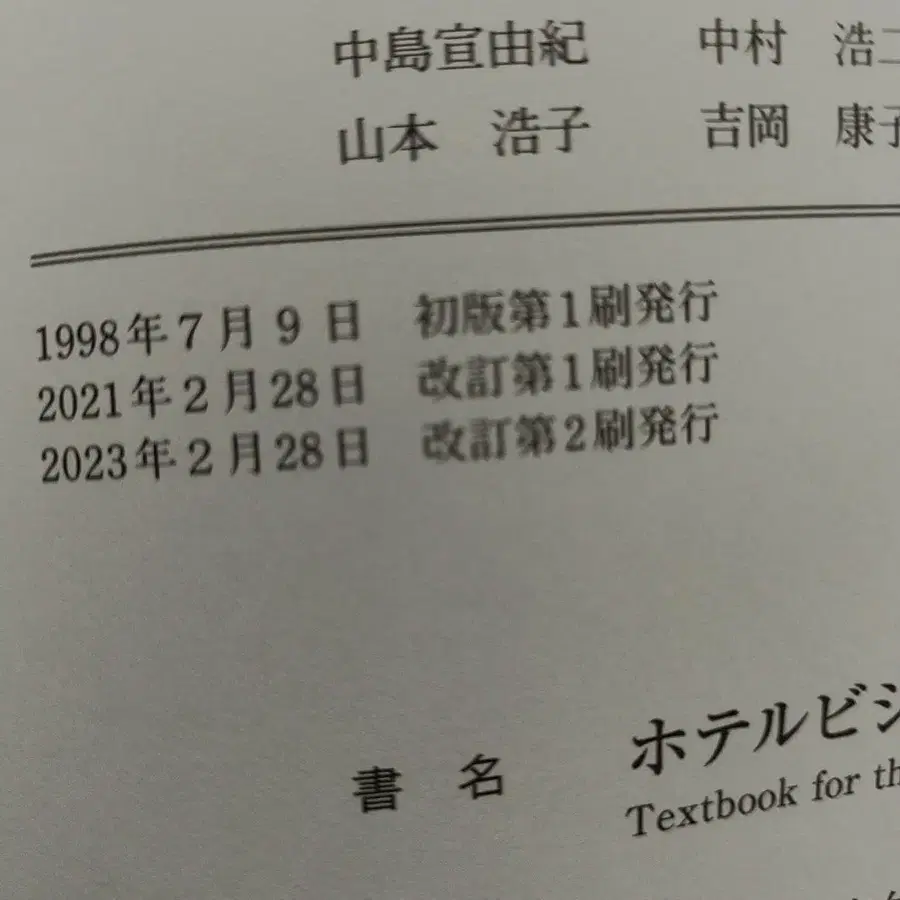 中島宣由紀 中村 浩二
山本 浩子 吉岡 康子
1998年7月9日 初版第1刷発行
2021年2月28日 改訂第1刷発行
2023年2月28日 改訂第2刷発行
書 名 ホテルビジ
Textbook for th